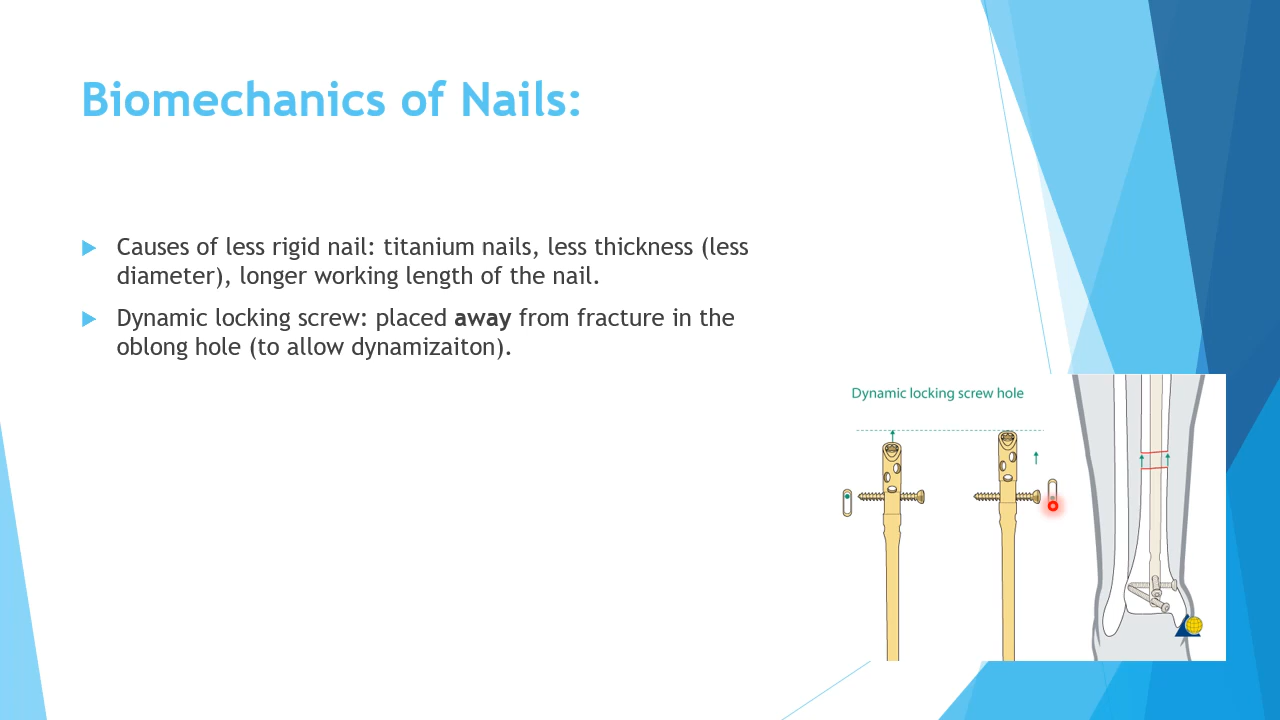 Biomechanics of Nails:
Causes of less rigid nail: titanium nails, less thickness (less
diameter), longer working length of the nail.
Dynamic locking screw: placed away from fracture in the
oblong hole (to allow dynamizaiton).
Dynamic locking screw hole